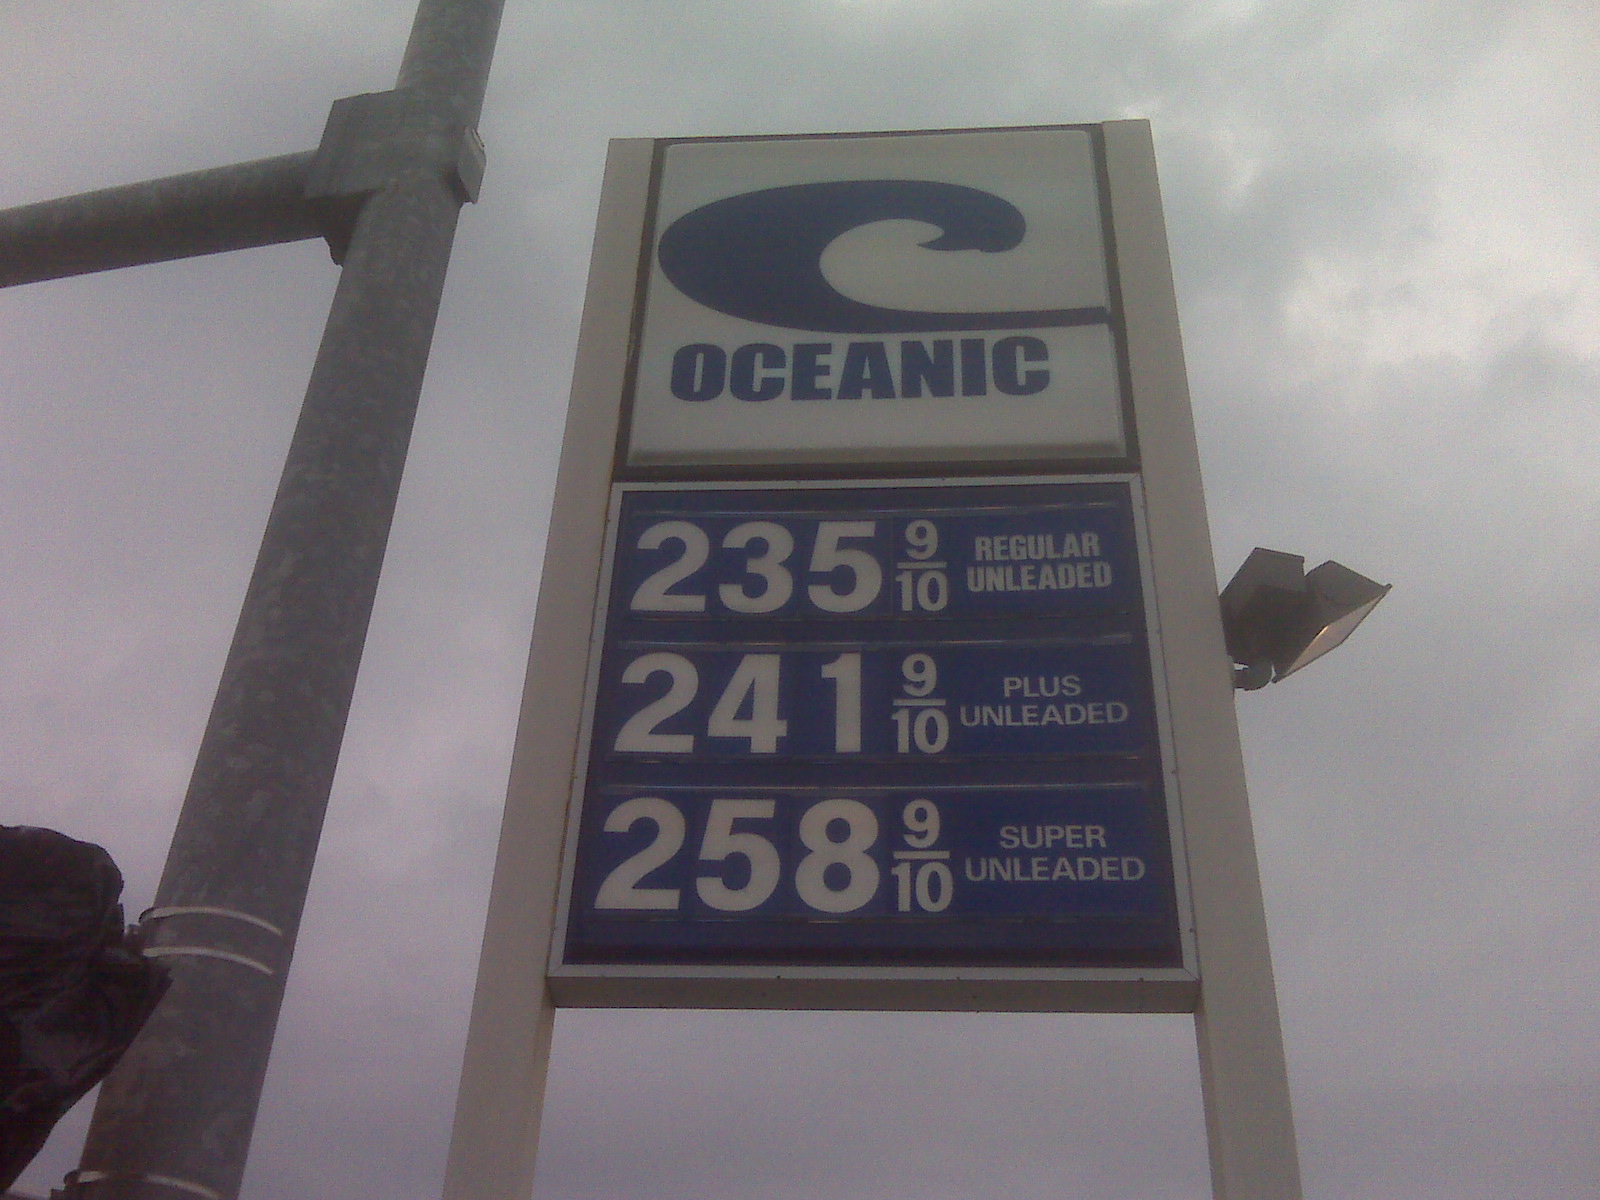 OCEANIC
235 9/10 REGULAR UNLEADED
241 9/10 PLUS UNLEADED
258 9/10 SUPER UNLEADED